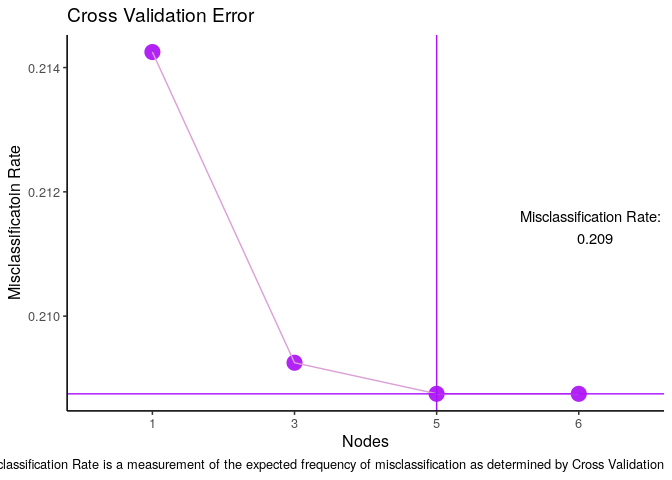 Cross Validation Error
0.214
0.212
0.210
Misclassificatoin Rate
Misclassification Rate:
0.209
1 3 5 6
Nodes
classification Rate is a measurement of the expected frequency of misclassification as determined by Cross Validation